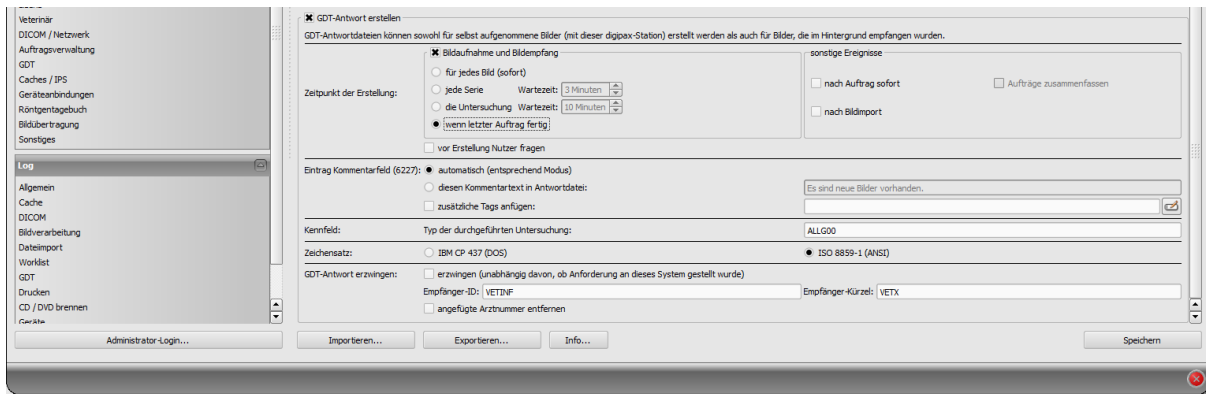 Veterinär
DICOM / Netzwerk
Auftragsverwaltung
GDT
Caches / IPS
Geräteanbindungen
Röntgentagebuch
Bildübertragung
Sonstiges
Log
Allgemein
Cache
DICOM
Bildverarbeitung
Dateiimport
Worklist
GDT
Drucken
CD / DVD brennen
Geräte
Administrator-Login...
GDT-Antwort erstellen
GDT-Antwortdateien können sowohl für selbst aufgenommene Bilder (mit dieser digipax-Station) erstellt werden als auch für Bilder, die im Hintergrund empfangen wurden.
Zeitpunkt der Erstellung:
Bildaufnahme und Bildempfang
für jedes Bild (sofort)
jede Serie Wartezeit: 3 Minuten
die Untersuchung Wartezeit: 10 Minuten
wenn letzter Auftrag fertig
vor Erstellung Nutzer fragen
sonstige Ereignisse
nach Auftrag sofort Aufträge zusammenfassen
nach Bildimport
Eintrag Kommentarfeld (6227): automatisch (entsprechend Modus)
diesen Kommentartext in Antwortdatei: Es sind neue Bilder vorhanden.
zusätzliche Tags anfügen:
Kennfeld: Typ der durchgeführten Untersuchung: ALLG00
Zeichensatz: IBM CP 437 (DOS) ISO 8859-1 (ANSI)
GDT-Antwort erzwingen: erzwingen (unabhängig davon, ob Anforderung an dieses System gestellt wurde)
Empfänger-ID: VETINF Empfänger-Kürzel: VETX
angefügte Arztnummer entfernen
Importieren... Exportieren... Info... Speichern